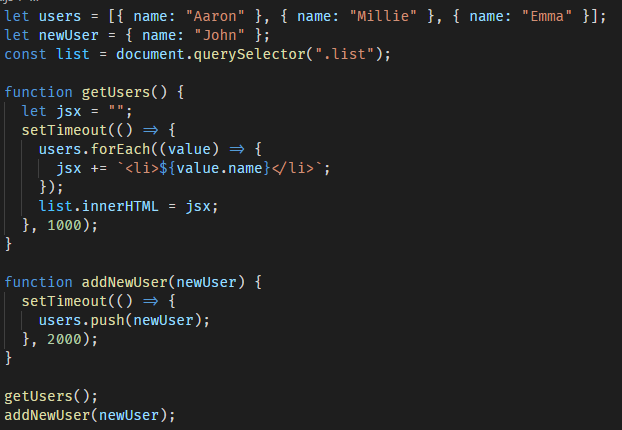 let users = [{ name: "Aaron" }, { name: "Millie" }, { name: "Emma" }];
let newUser = { name: "John" };
const list = document.querySelector(".list");

function getUsers() {
  let jsx = "";
  setTimeout(() => {
    users.forEach((value) => {
      jsx += `<li>${value.name}</li>`;
    });
    list.innerHTML = jsx;
  }, 1000);
}

function addNewUser(newUser) {
  setTimeout(() => {
    users.push(newUser);
  }, 2000);
}

getUsers();
addNewUser(newUser);